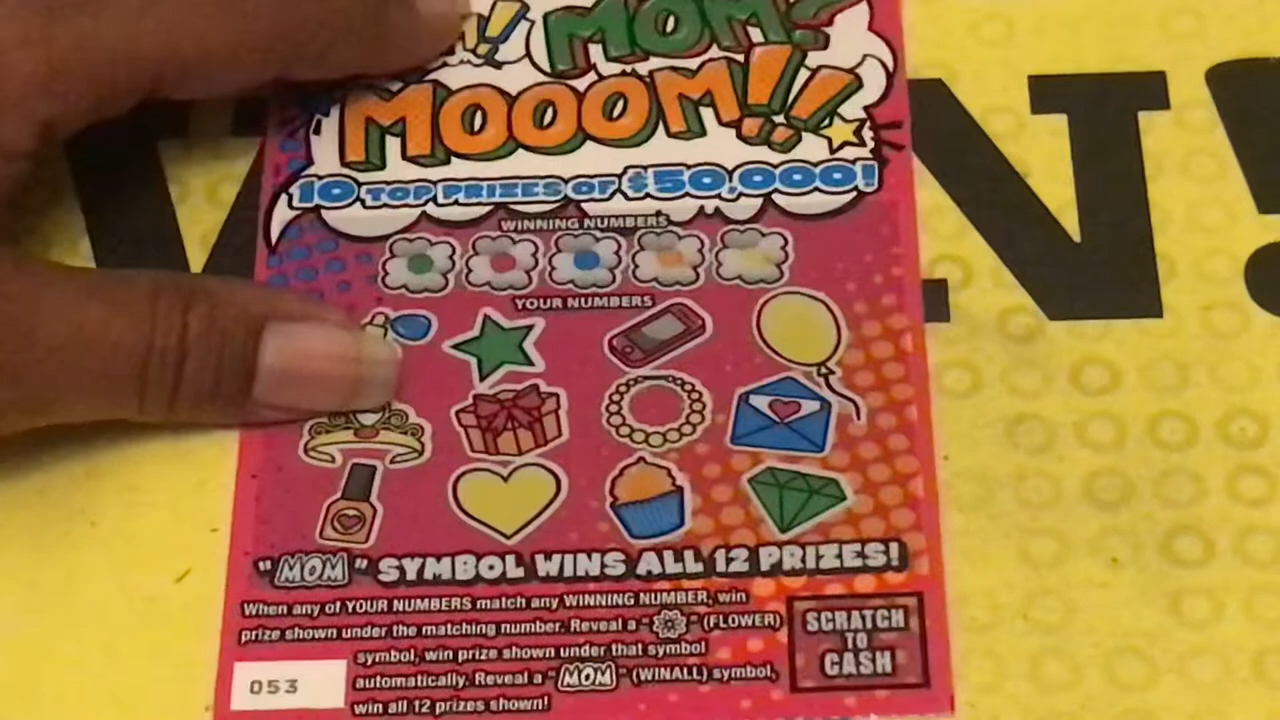 MOM?
MOOOM!!
10 TOP PRIZES OF $50,000!
WINNING NUMBERS
YOUR NUMBERS
"MOM" SYMBOL WINS ALL 12 PRIZES!
When any of YOUR NUMBERS match any WINNING NUMBER, win
prize shown under the matching number. Reveal a " " (FLOWER)
symbol, win prize shown under that symbol
automatically. Reveal a "MOM" (WINALL) symbol,
win all 12 prizes shown!
SCRATCH
TO
CASH
053